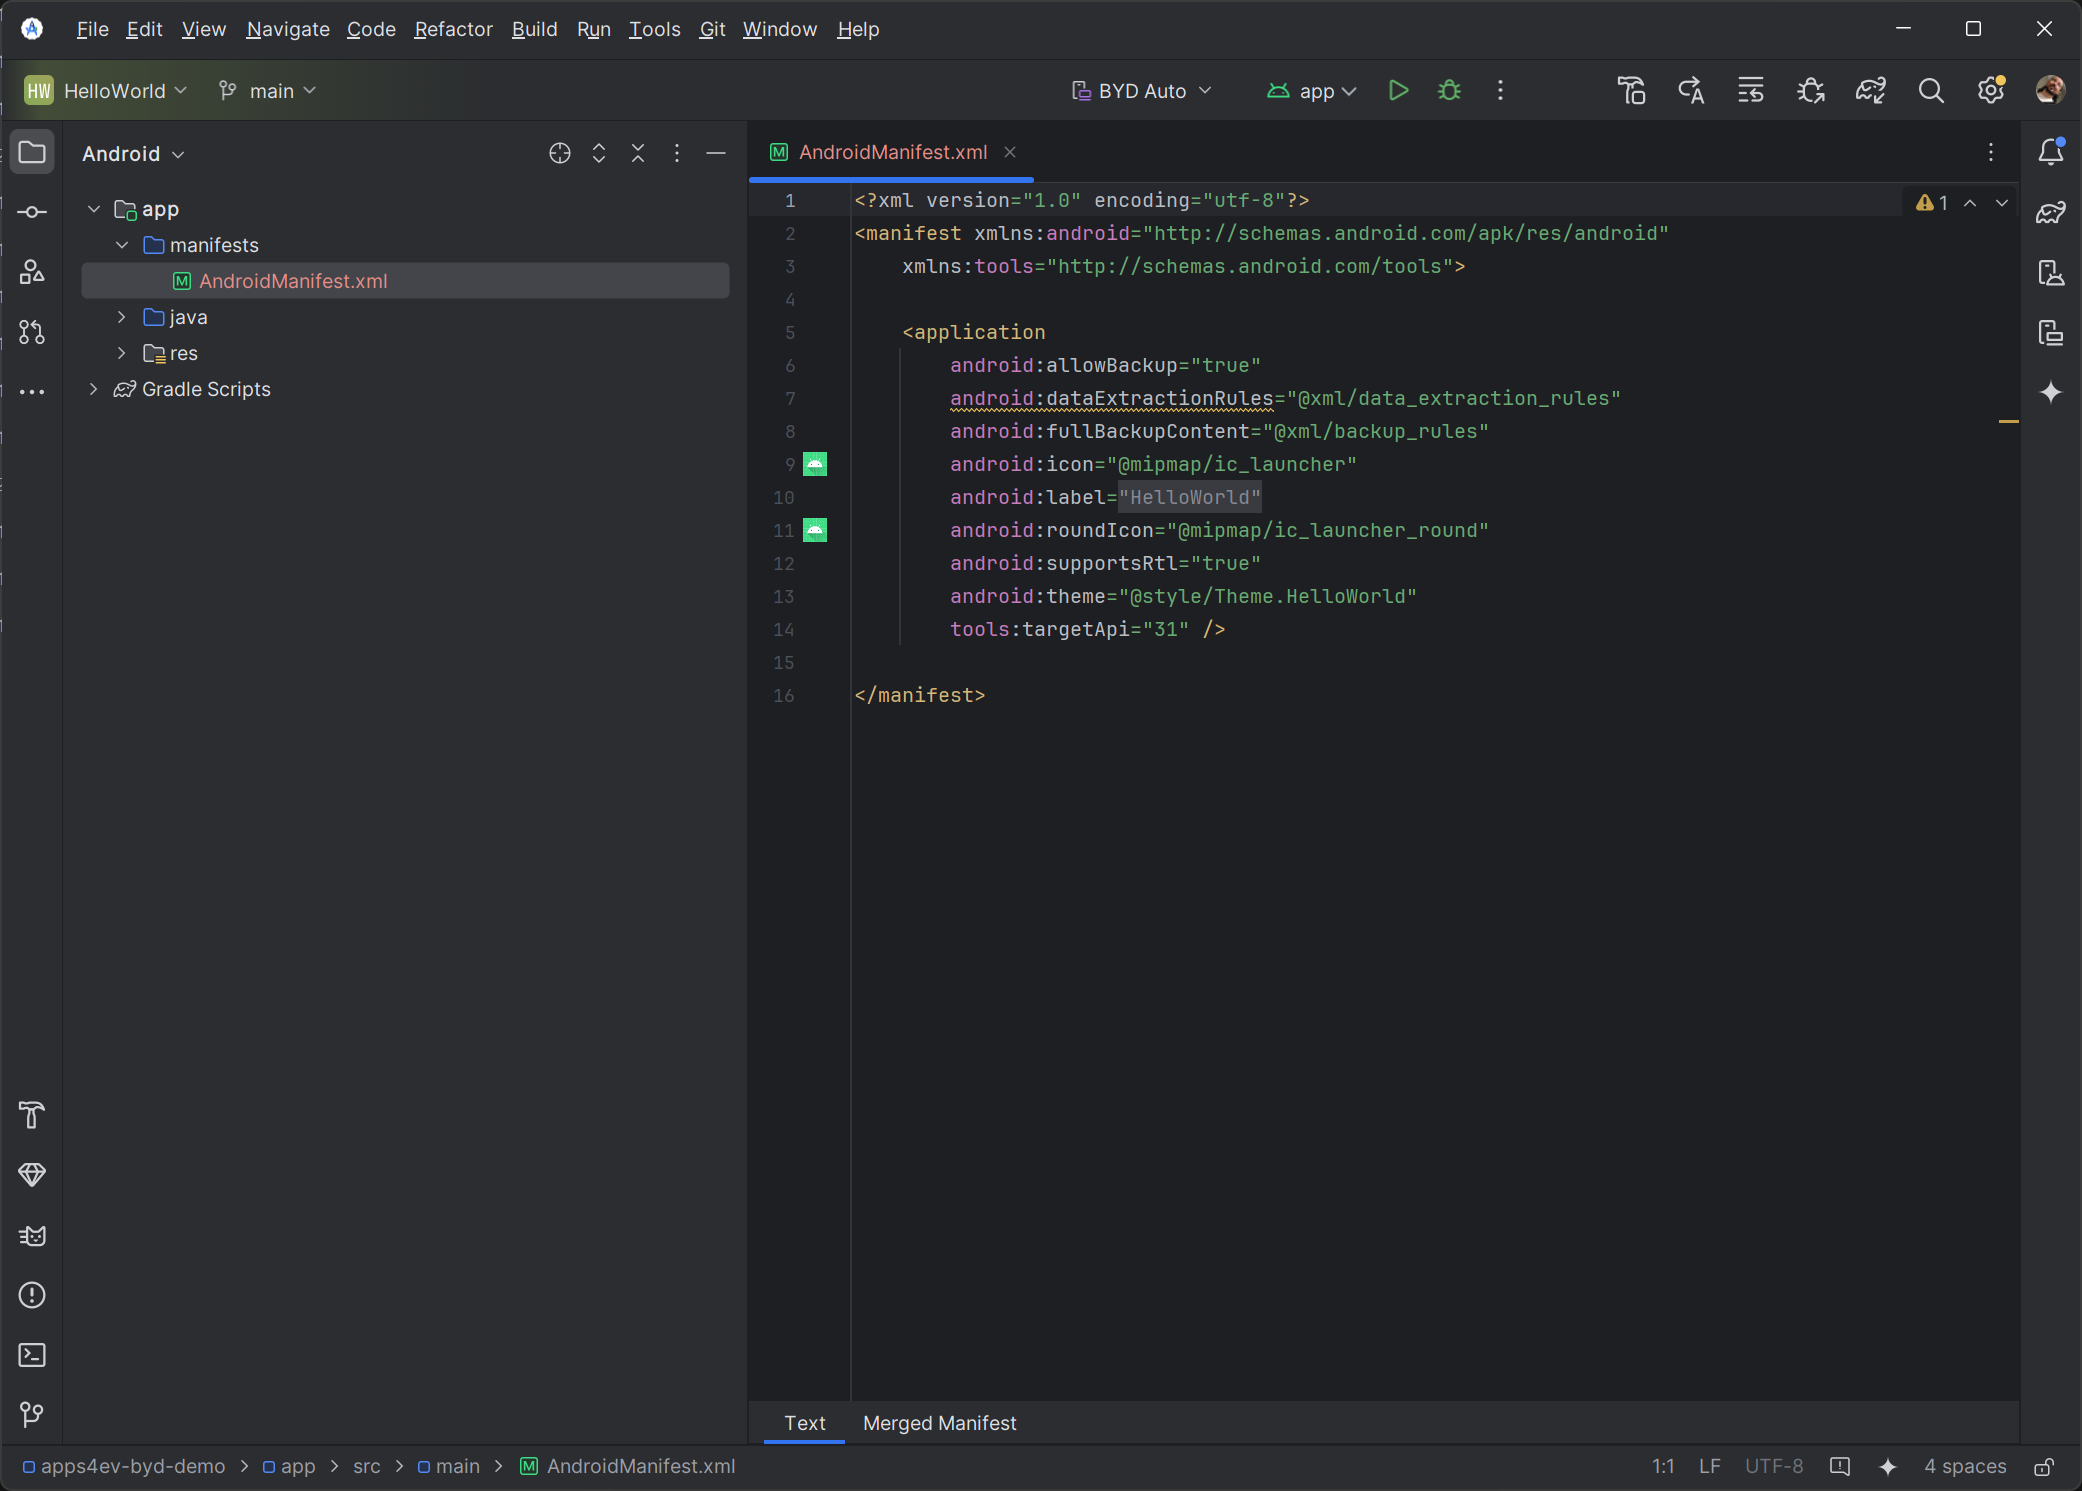 File Edit View Navigate Code Refactor Build Run Tools Git Window Help
HW HelloWorld main BYD Auto app
Android
app
manifests
AndroidManifest.xml
java
res
Gradle Scripts
AndroidManifest.xml
1 <?xml version="1.0" encoding="utf-8"?>
1
2 <manifest xmlns:android="http://schemas.android.com/apk/res/android"
3 xmlns:tools="http://schemas.android.com/tools">
4
5 <application
6 android:allowBackup="true"
7 android:dataExtractionRules="@xml/data_extraction_rules"
8 android:fullBackupContent="@xml/backup_rules"
9 android:icon="@mipmap/ic_launcher"
10 android:label="HelloWorld"
11 android:roundIcon="@mipmap/ic_launcher_round"
12 android:supportsRtl="true"
13 android:theme="@style/Theme.HelloWorld"
14 tools:targetApi="31" />
15
16 </manifest>
Text Merged Manifest
apps4ev-byd-demo > app > src > main > AndroidManifest.xml
1:1 LF UTF-8 4 spaces